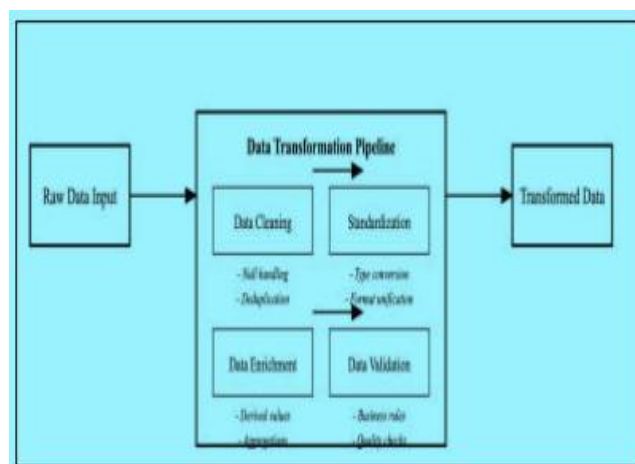 Data Transformation Pipeline
Raw Data Input
Transformed Data
Data Cleaning
Standardization
- Null handling
- Type conversion
- Deduplication
- Format unification
Data Enrichment
Data Validation
- Derived values
- Business rules
- Aggregations
- Quality checks